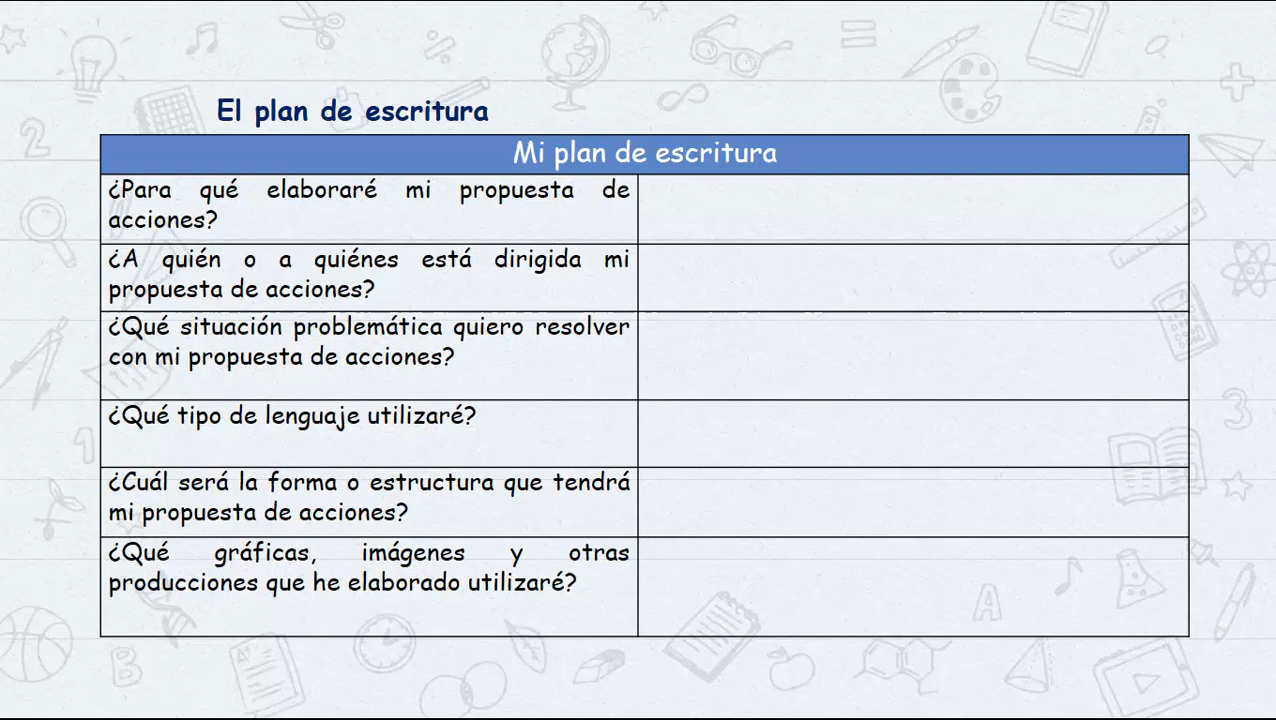 El plan de escritura
Mi plan de escritura
¿Para qué elaboraré mi propuesta de
acciones?
¿A quién o a quiénes está dirigida mi
propuesta de acciones?
¿Qué situación problemática quiero resolver
con mi propuesta de acciones?
¿Qué tipo de lenguaje utilizaré?
¿Cuál será la forma o estructura que tendrá
mi propuesta de acciones?
¿Qué gráficas, imágenes y otras
producciones que he elaborado utilizaré?